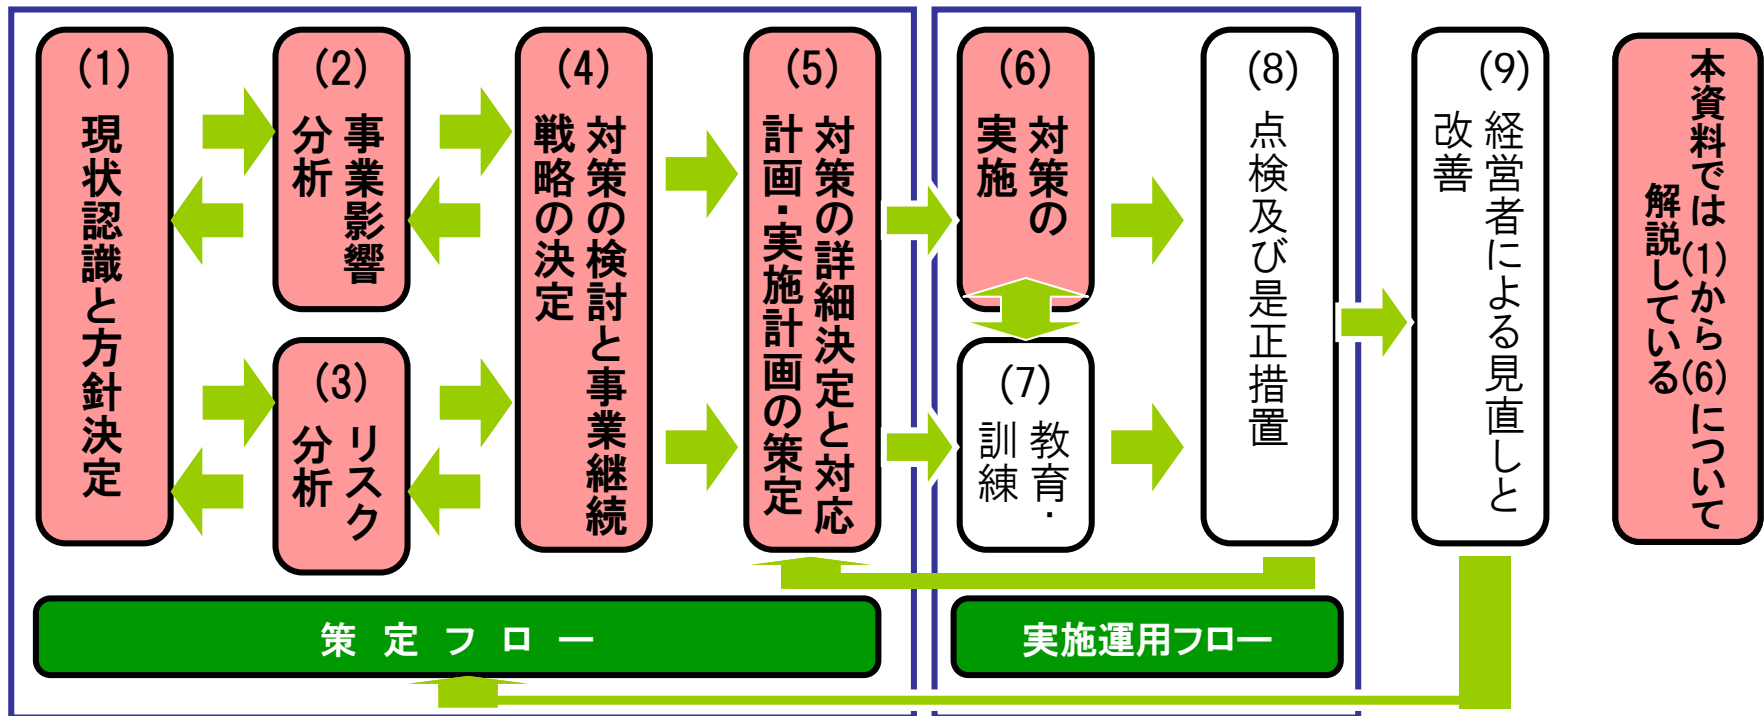 (1)
現状認識と方針決定
(2)
事業影響
分析
(3)
リスク
分析
(4)
対策の検討と事業継続
戦略の決定
(5)
対策の詳細決定と対応
計画・実施計画の策定
(6)
対策の
実施
(7)
教育・
訓練
(8)
点検及び是正措置
(9)
経営者による見直しと
改善
本資料では(1)から(6)について
解説している
策定フロー
実施運用フロー